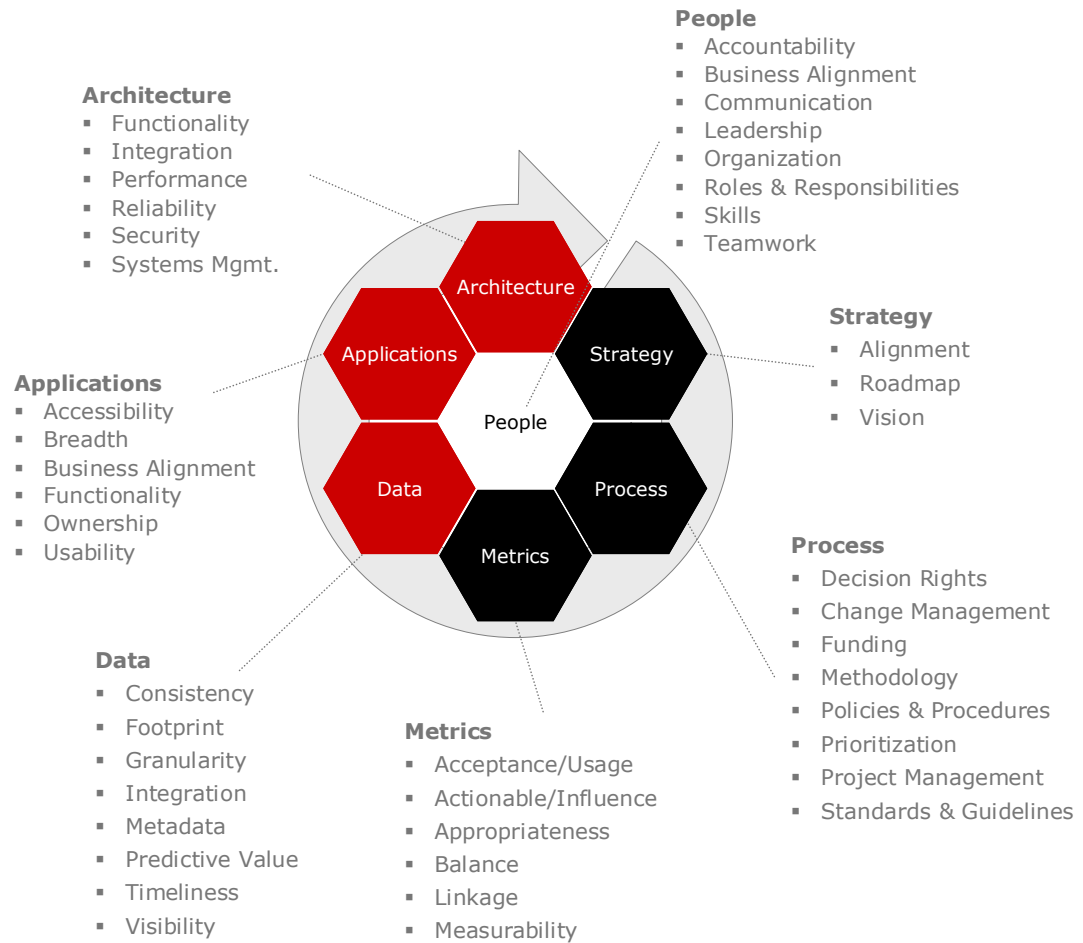 People
▪ Accountability
▪ Business Alignment
▪ Communication
▪ Leadership
▪ Organization
▪ Roles & Responsibilities
▪ Skills
▪ Teamwork
Architecture
▪ Functionality
▪ Integration
▪ Performance
▪ Reliability
▪ Security
▪ Systems Mgmt.
Strategy
▪ Alignment
▪ Roadmap
▪ Vision
Applications
▪ Accessibility
▪ Breadth
▪ Business Alignment
▪ Functionality
▪ Ownership
▪ Usability
Architecture
Applications
Strategy
People
Data
Process
Metrics
Process
▪ Decision Rights
▪ Change Management
▪ Funding
▪ Methodology
▪ Policies & Procedures
▪ Prioritization
▪ Project Management
▪ Standards & Guidelines
Data
▪ Consistency
▪ Footprint
▪ Granularity
▪ Integration
▪ Metadata
▪ Predictive Value
▪ Timeliness
▪ Visibility
Metrics
▪ Acceptance/Usage
▪ Actionable/Influence
▪ Appropriateness
▪ Balance
▪ Linkage
▪ Measurability